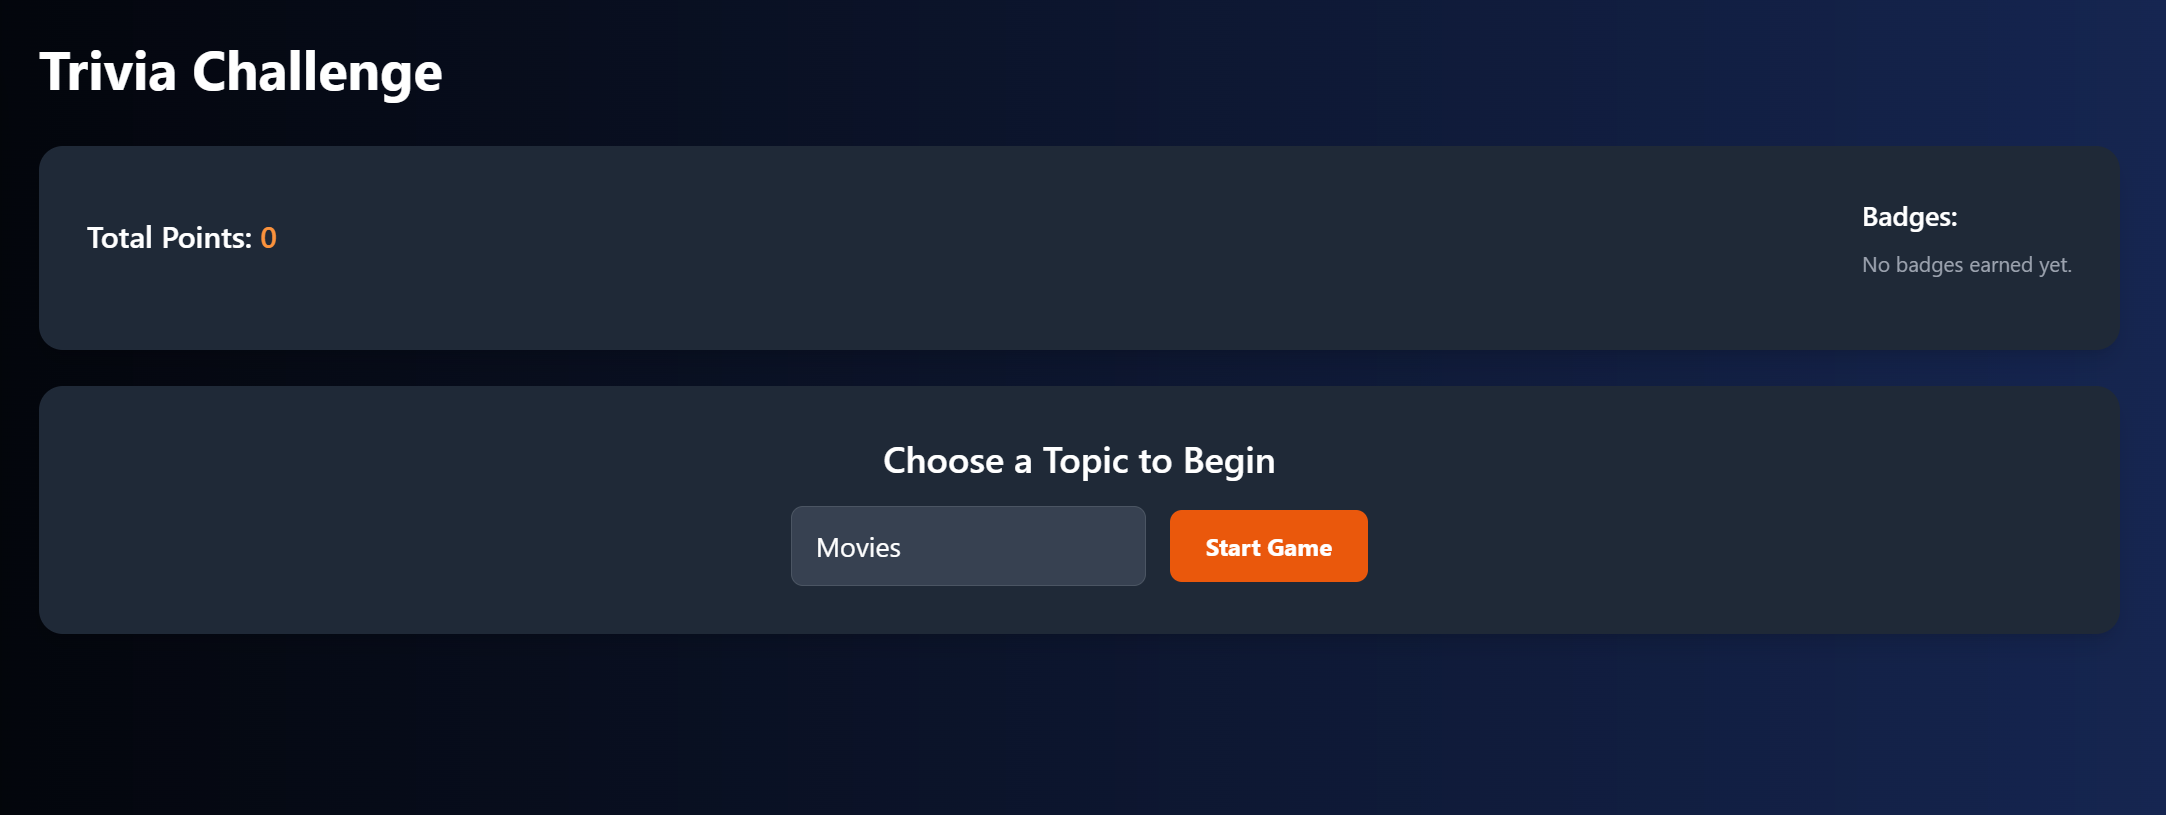 Trivia Challenge
Total Points: 0
Badges:
No badges earned yet.
Choose a Topic to Begin
Movies
Start Game